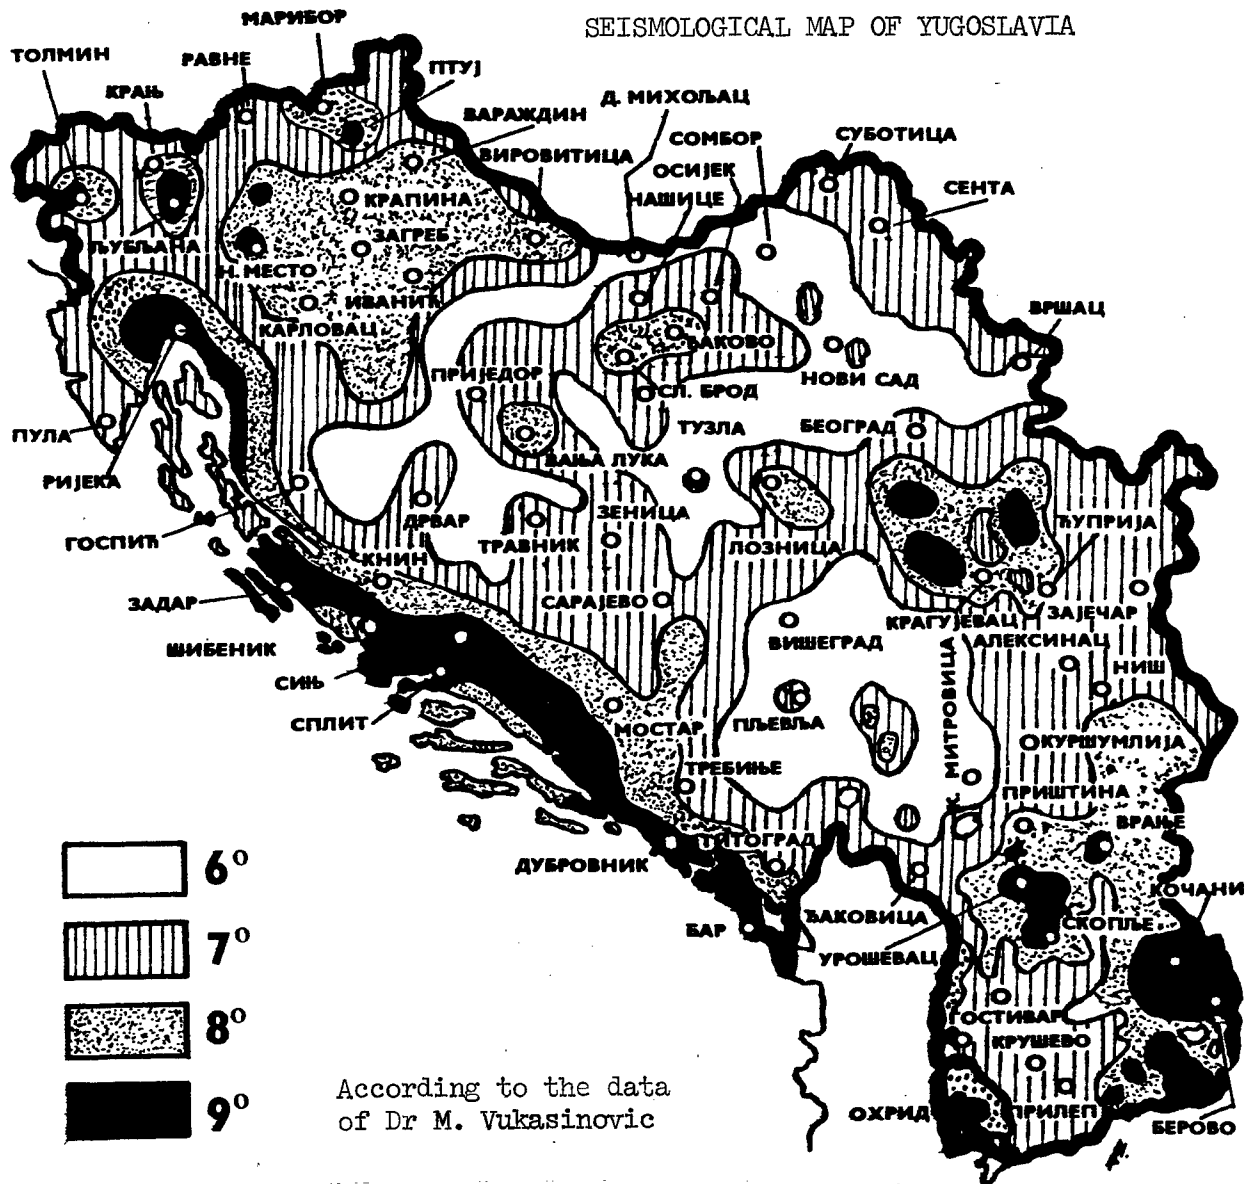 SEISMOLOGICAL MAP OF YUGOSLAVIA
МАРИБОР
ТОЛМИН
РАВНЕ
ПТУЈ
КРАЊ
Д. МИХОЉАЦ
ВАРАЖДИН
СОМБОР
СУБОТИЦА
ВИРОВИТИЦА
ОСИЈЕК
СЕНТА
НАШИЦЕ
КРАПИНА
ЗАГРЕБ
ЉУБЉАНА
Н. МЕСТО
ИВАНИЋ
КАРЛОВАЦ
ВРШАЦ
ЂАКОВО
ПРИЈЕДОР
НОВИ САД
СЛ. БРОД
ПУЛА
ТУЗЛА
БЕОГРАД
БАЊА ЛУКА
РИЈЕКА
ДРВАР
ЗЕНИЦА
ЋУПРИЈА
ГОСПИЋ
ТРАВНИК
ЛОЗНИЦА
КНИН
ЗАДАР
САРАЈЕВО
ЗАЈЕЧАР
КРАГУЈЕВАЦ
ШИБЕНИК
ВИШЕГРАД
АЛЕКСИНАЦ
НИШ
СИЊ
СПЛИТ
МОСТАР
ПЉЕВЉА
К. МИТРОВИЦА
КУРШУМЛИЈА
ТРЕБИЊЕ
ПРИШТИНА
ВРАЊЕ
ТИТОГРАД
ДУБРОВНИК
КОЧАНИ
ЂАКОВИЦА
БАР
СКОПЉЕ
УРОШЕВАЦ
ГОСТИВАР
КРУШЕВО
ОХРИД
ПРИЛЕП
БЕРОВО
6°
7°
8°
9°
According to the data
of Dr M. Vukasinovic